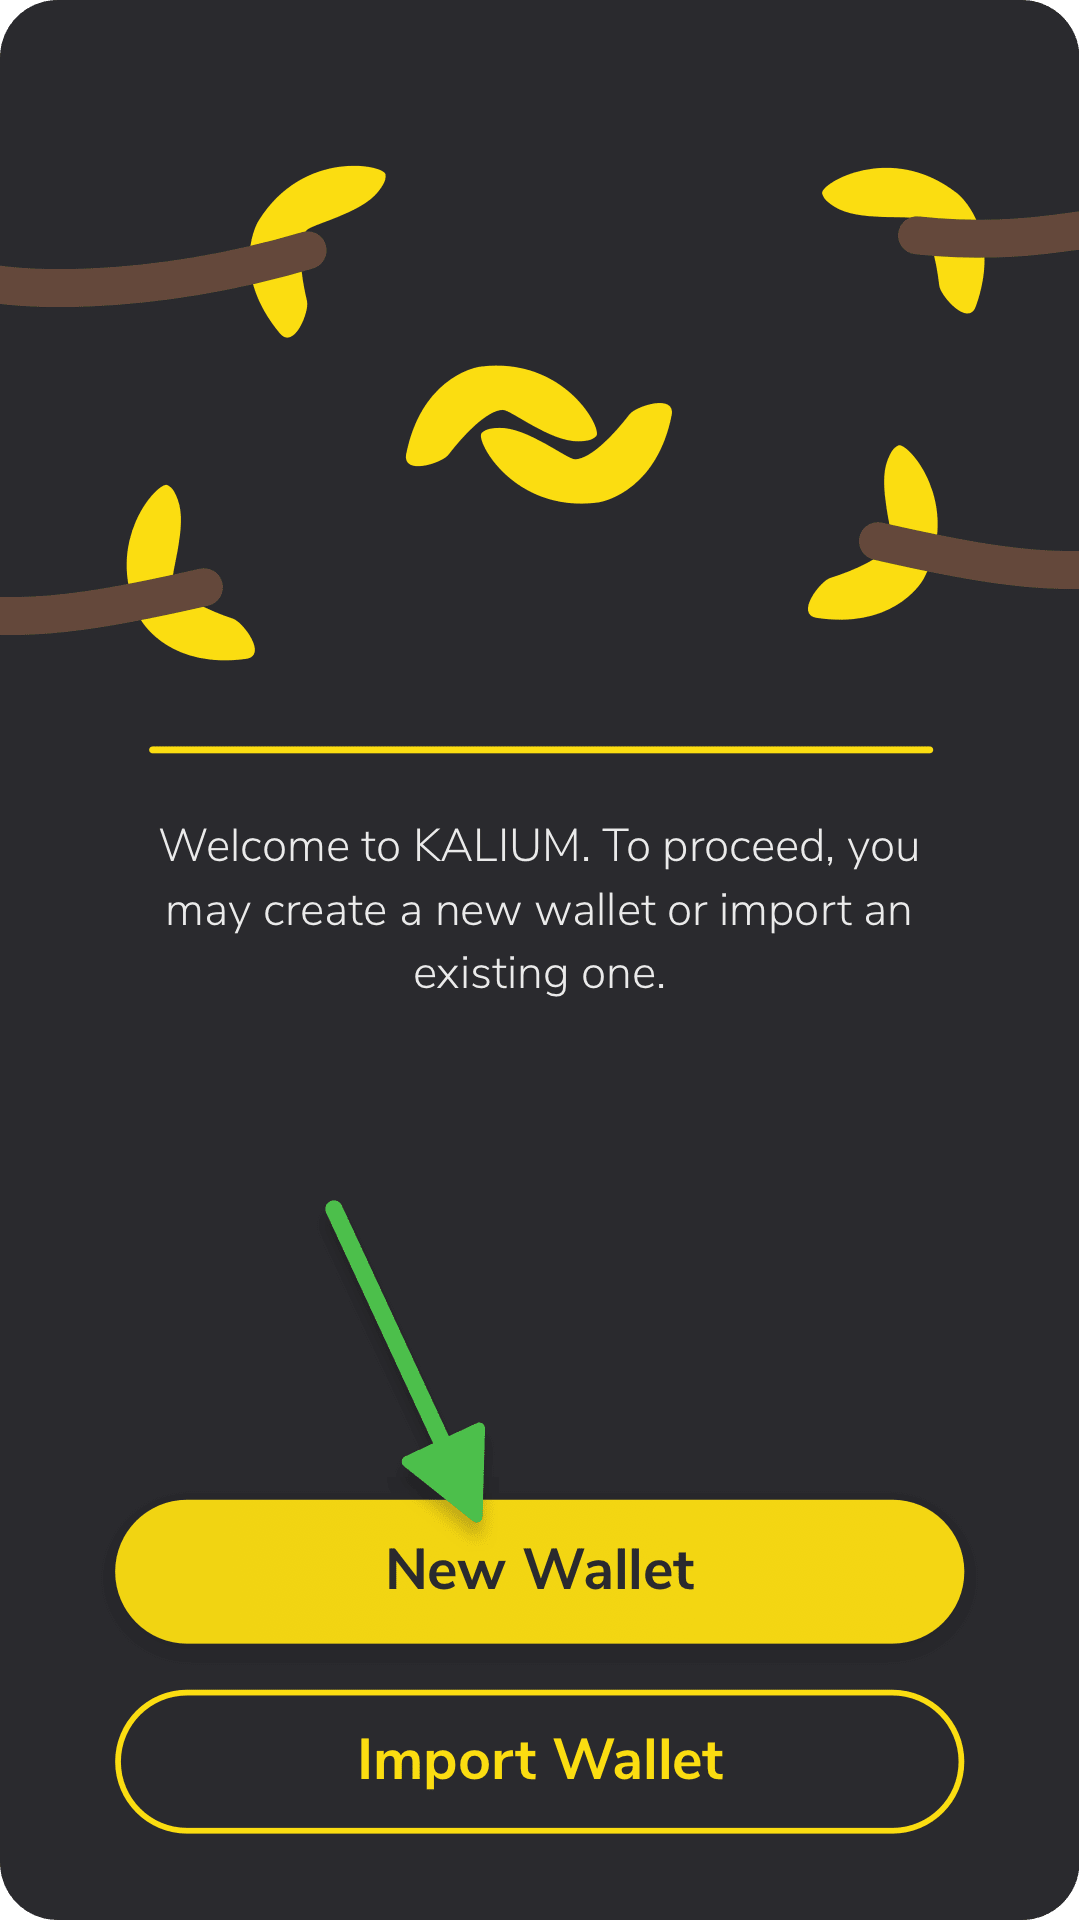 Welcome to KALIUM. To proceed, you
may create a new wallet or import an
existing one.
New Wallet
Import Wallet